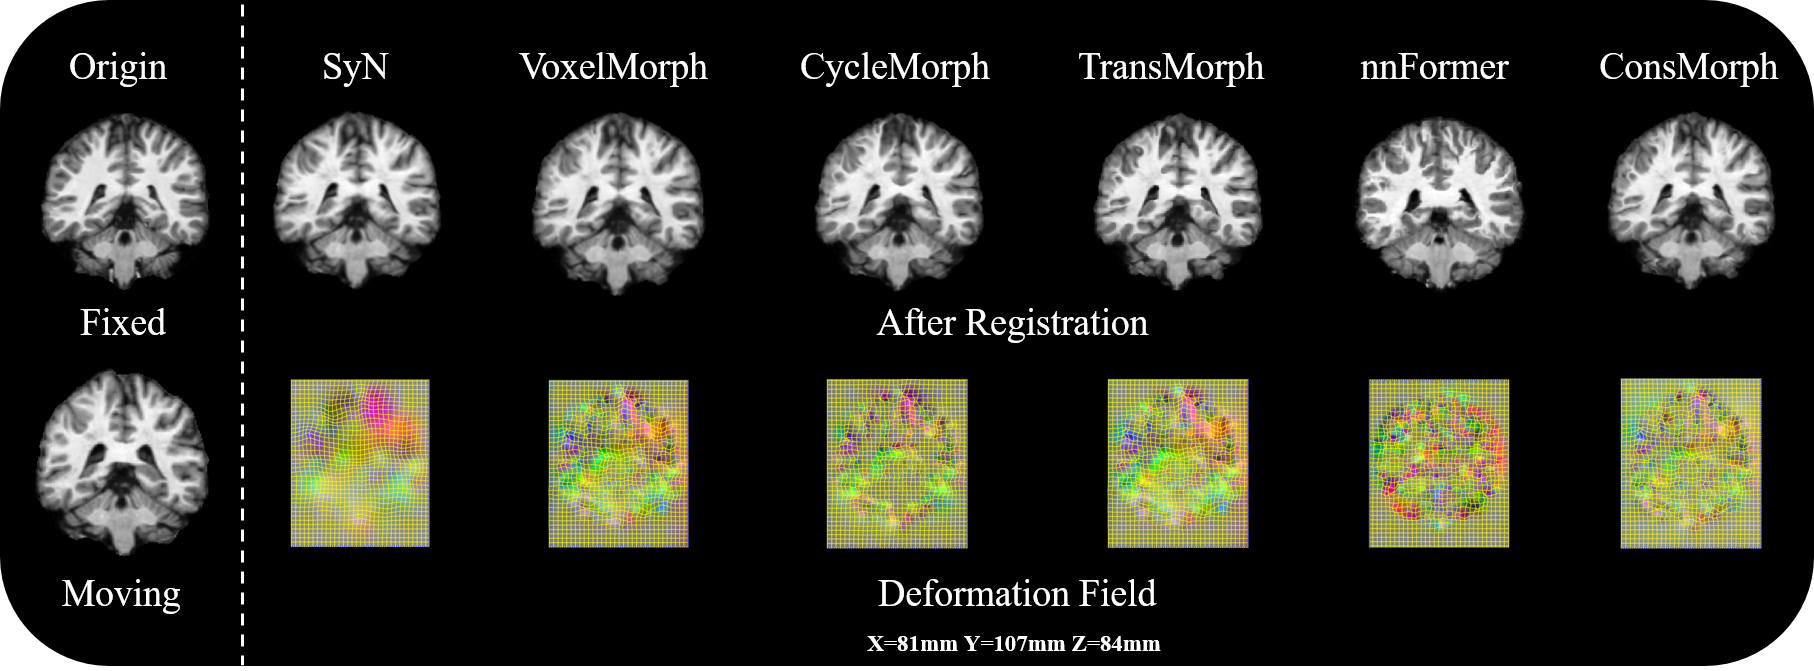 Origin SyN VoxelMorph CycleMorph TransMorph nnFormer ConsMorph
Fixed After Registration
Moving Deformation Field
X=81mm Y=107mm Z=84mm